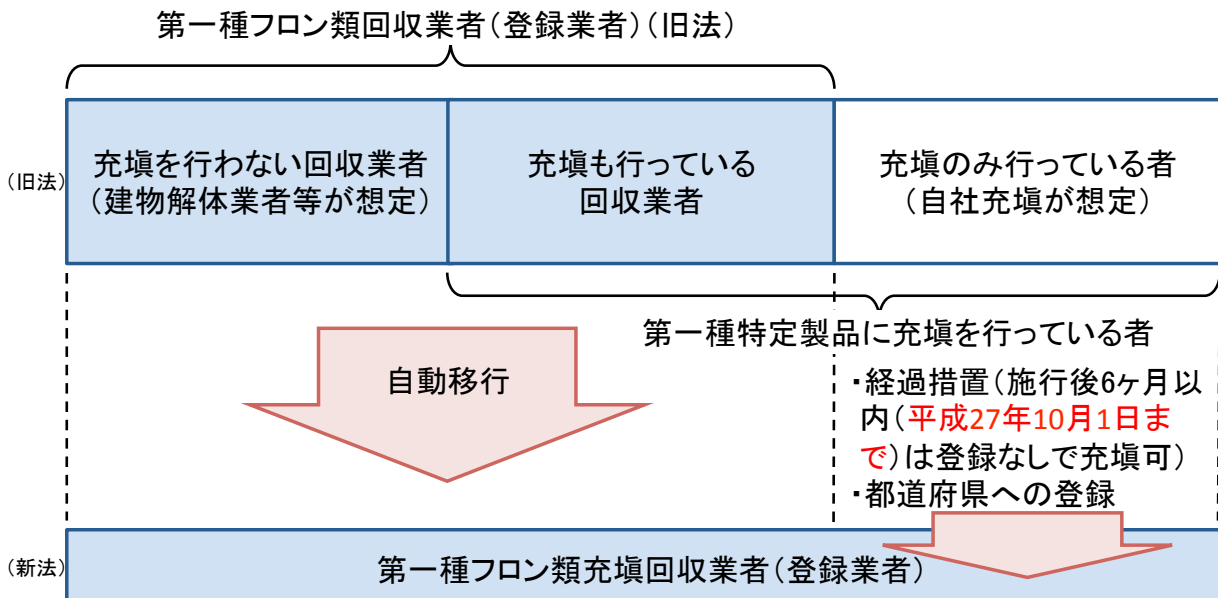 第一種フロン類回収業者(登録業者)(旧法)
(旧法)
充塡を行わない回収業者
(建物解体業者等が想定)
充塡も行っている
回収業者
充塡のみ行っている者
(自社充塡が想定)
第一種特定製品に充塡を行っている者
自動移行
・経過措置(施行後6ヶ月以
内(平成27年10月1日ま
で)は登録なしで充塡可)
・都道府県への登録
(新法)
第一種フロン類充塡回収業者(登録業者)